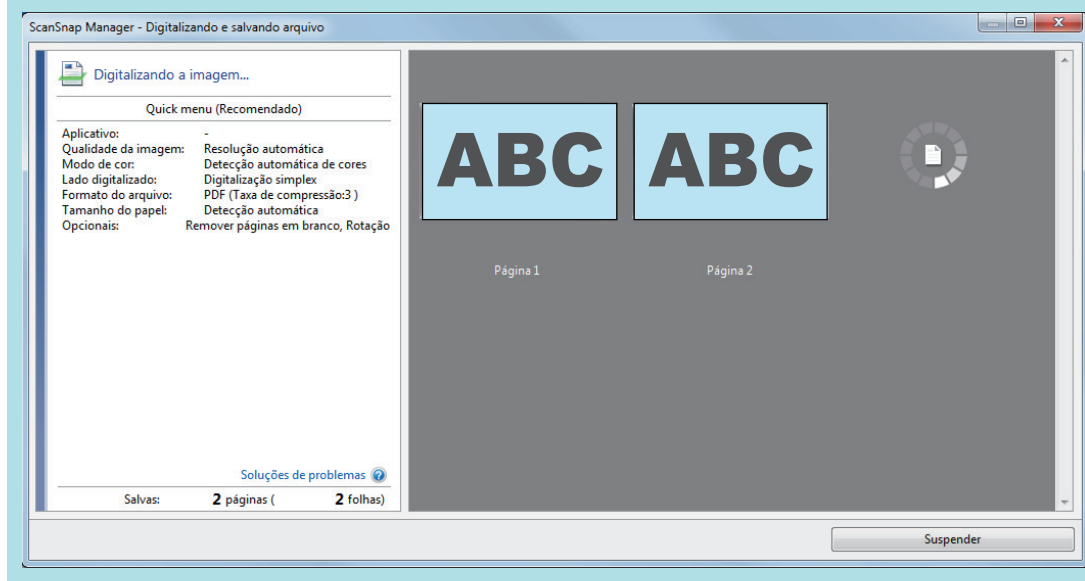 ScanSnap Manager - Digitalizando e salvando arquivo
Digitalizando a imagem...
Quick menu (Recomendado)
Aplicativo: -
Qualidade da imagem: Resolução automática
Modo de cor: Detecção automática de cores
Lado digitalizado: Digitalização simplex
Formato do arquivo: PDF (Taxa de compressão:3 )
Tamanho do papel: Detecção automática
Opcionais: Remover páginas em branco, Rotação
Soluções de problemas
Salvas: 2 páginas ( 2 folhas)
ABC ABC
Página 1 Página 2
Suspender